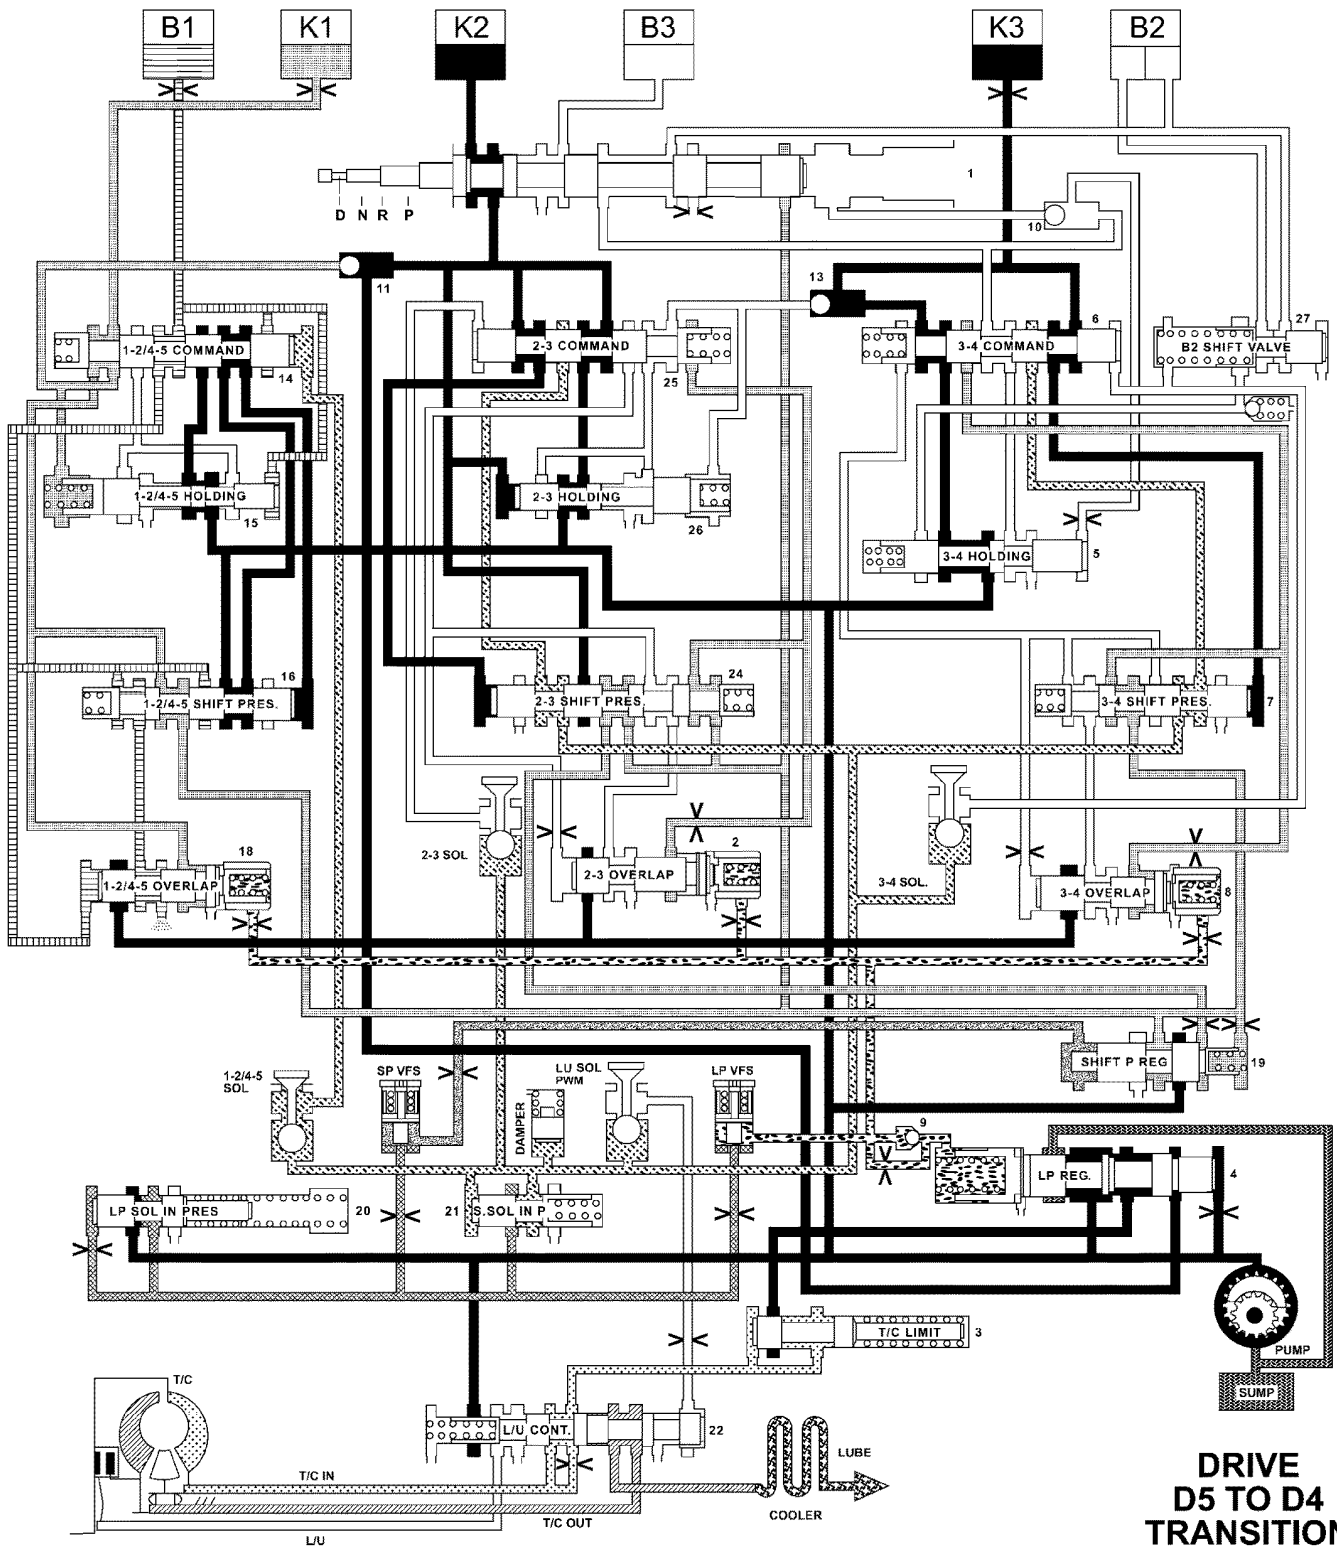 B1
K1
K2
B3
K3
B2
1
D N R P
10
11
13
6
27
1-2/4-5 COMMAND
2-3 COMMAND
3-4 COMMAND
B2 SHIFT VALVE
14
25
1-2/4-5 HOLDING
2-3 HOLDING
15
26
3-4 HOLDING
5
16
24
1-2/4-5 SHIFT PRES.
2-3 SHIFT PRES.
3-4 SHIFT PRES.
7
18
2-3 SOL
2
3-4 SOL.
1-2/4-5 OVERLAP
2-3 OVERLAP
3-4 OVERLAP
8
SHIFT P REG
19
1-2/4-5
SOL
SP VFS
LU SOL
PWM
LP VFS
DAMPER
9
LP REG.
4
LP SOL IN PRES
20
21
S.SOL IN P
T/C LIMIT
3
PUMP
SUMP
T/C
L/U CONT.
22
LUBE
T/C IN
COOLER
T/C OUT
L/U
DRIVE
D5 TO D4
TRANSITION